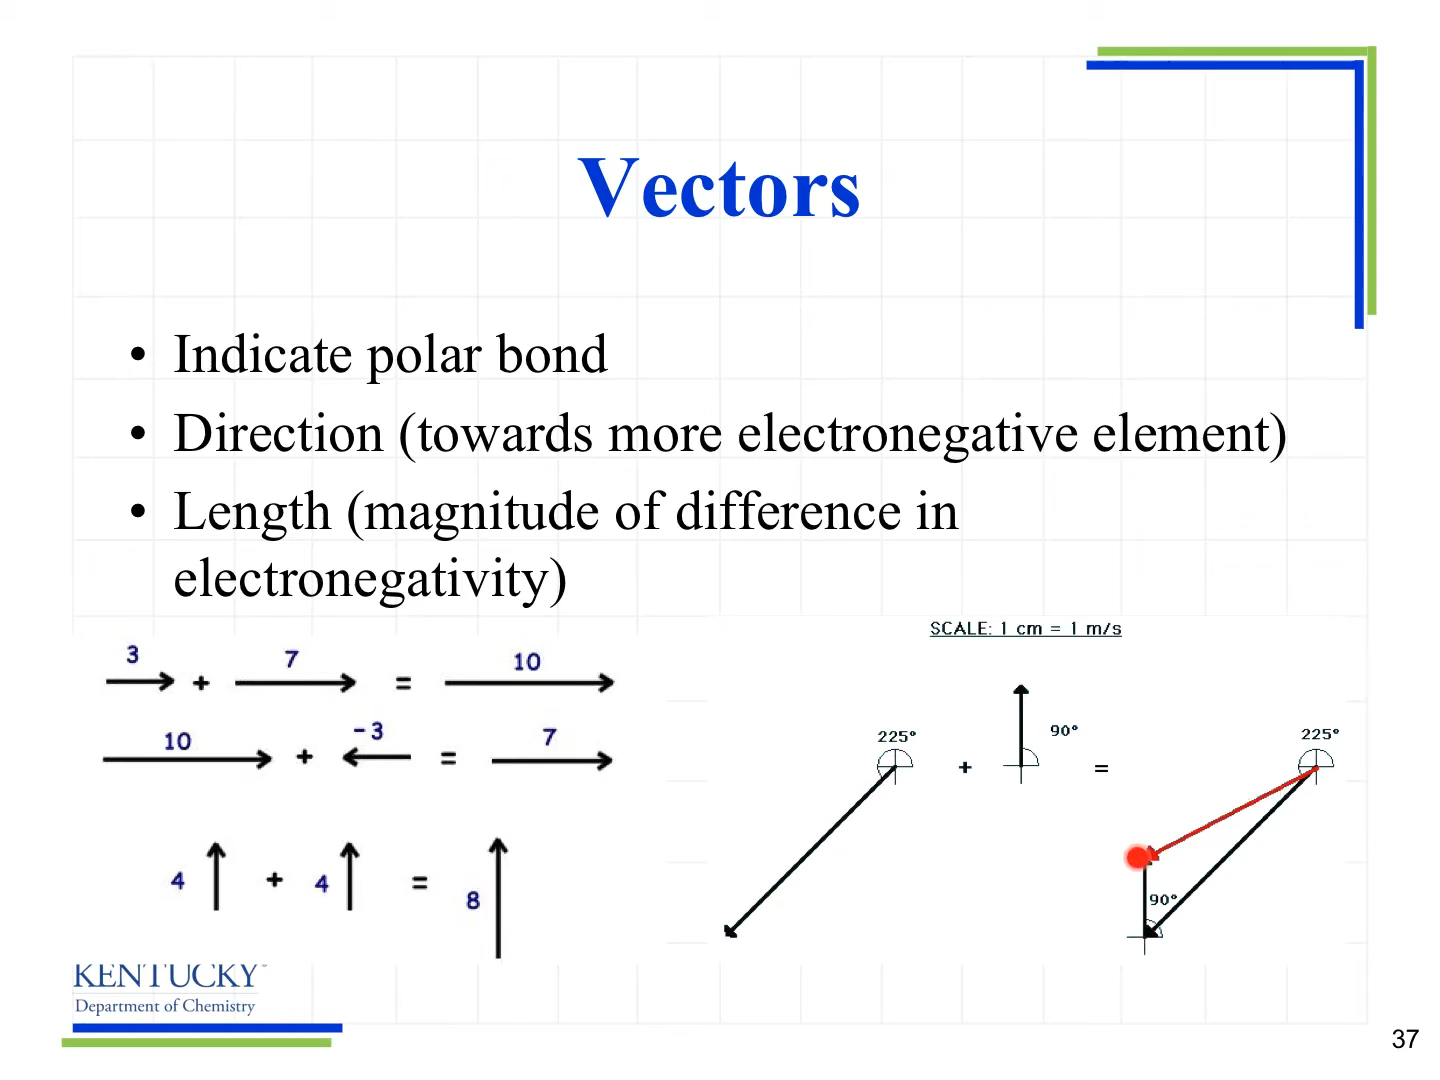 Vectors
• Indicate polar bond
• Direction (towards more electronegative element)
• Length (magnitude of difference in
electronegativity)
SCALE: 1 cm = 1 m/s
3 + 7 = 10
10 + -3 = 7
4 + 4 = 8
225° + 90° = 225°
90°
KENTUCKY
Department of Chemistry
37